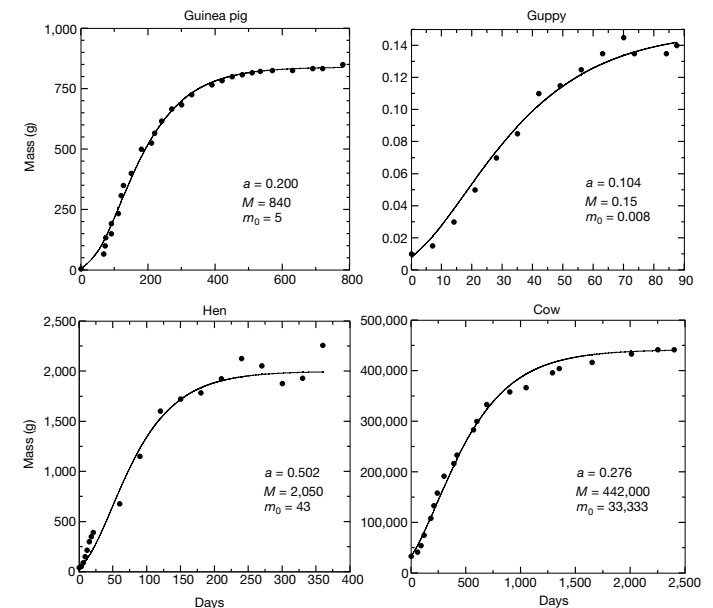 Guinea pig
Mass (g)
1,000
750
500
250
0
0 200 400 600 800
a = 0.200
M = 840
m0 = 5
Guppy
0.14
0.12
0.10
0.08
0.06
0.04
0.02
0
0 10 20 30 40 50 60 70 80 90
a = 0.104
M = 0.15
m0 = 0.008
Hen
Mass (g)
2,500
2,000
1,500
1,000
500
0
0 50 100 150 200 250 300 350 400
a = 0.502
M = 2,050
m0 = 43
Days
Cow
500,000
400,000
300,000
200,000
100,000
0
0 500 1,000 1,500 2,000 2,500
a = 0.276
M = 442,000
m0 = 33,333
Days